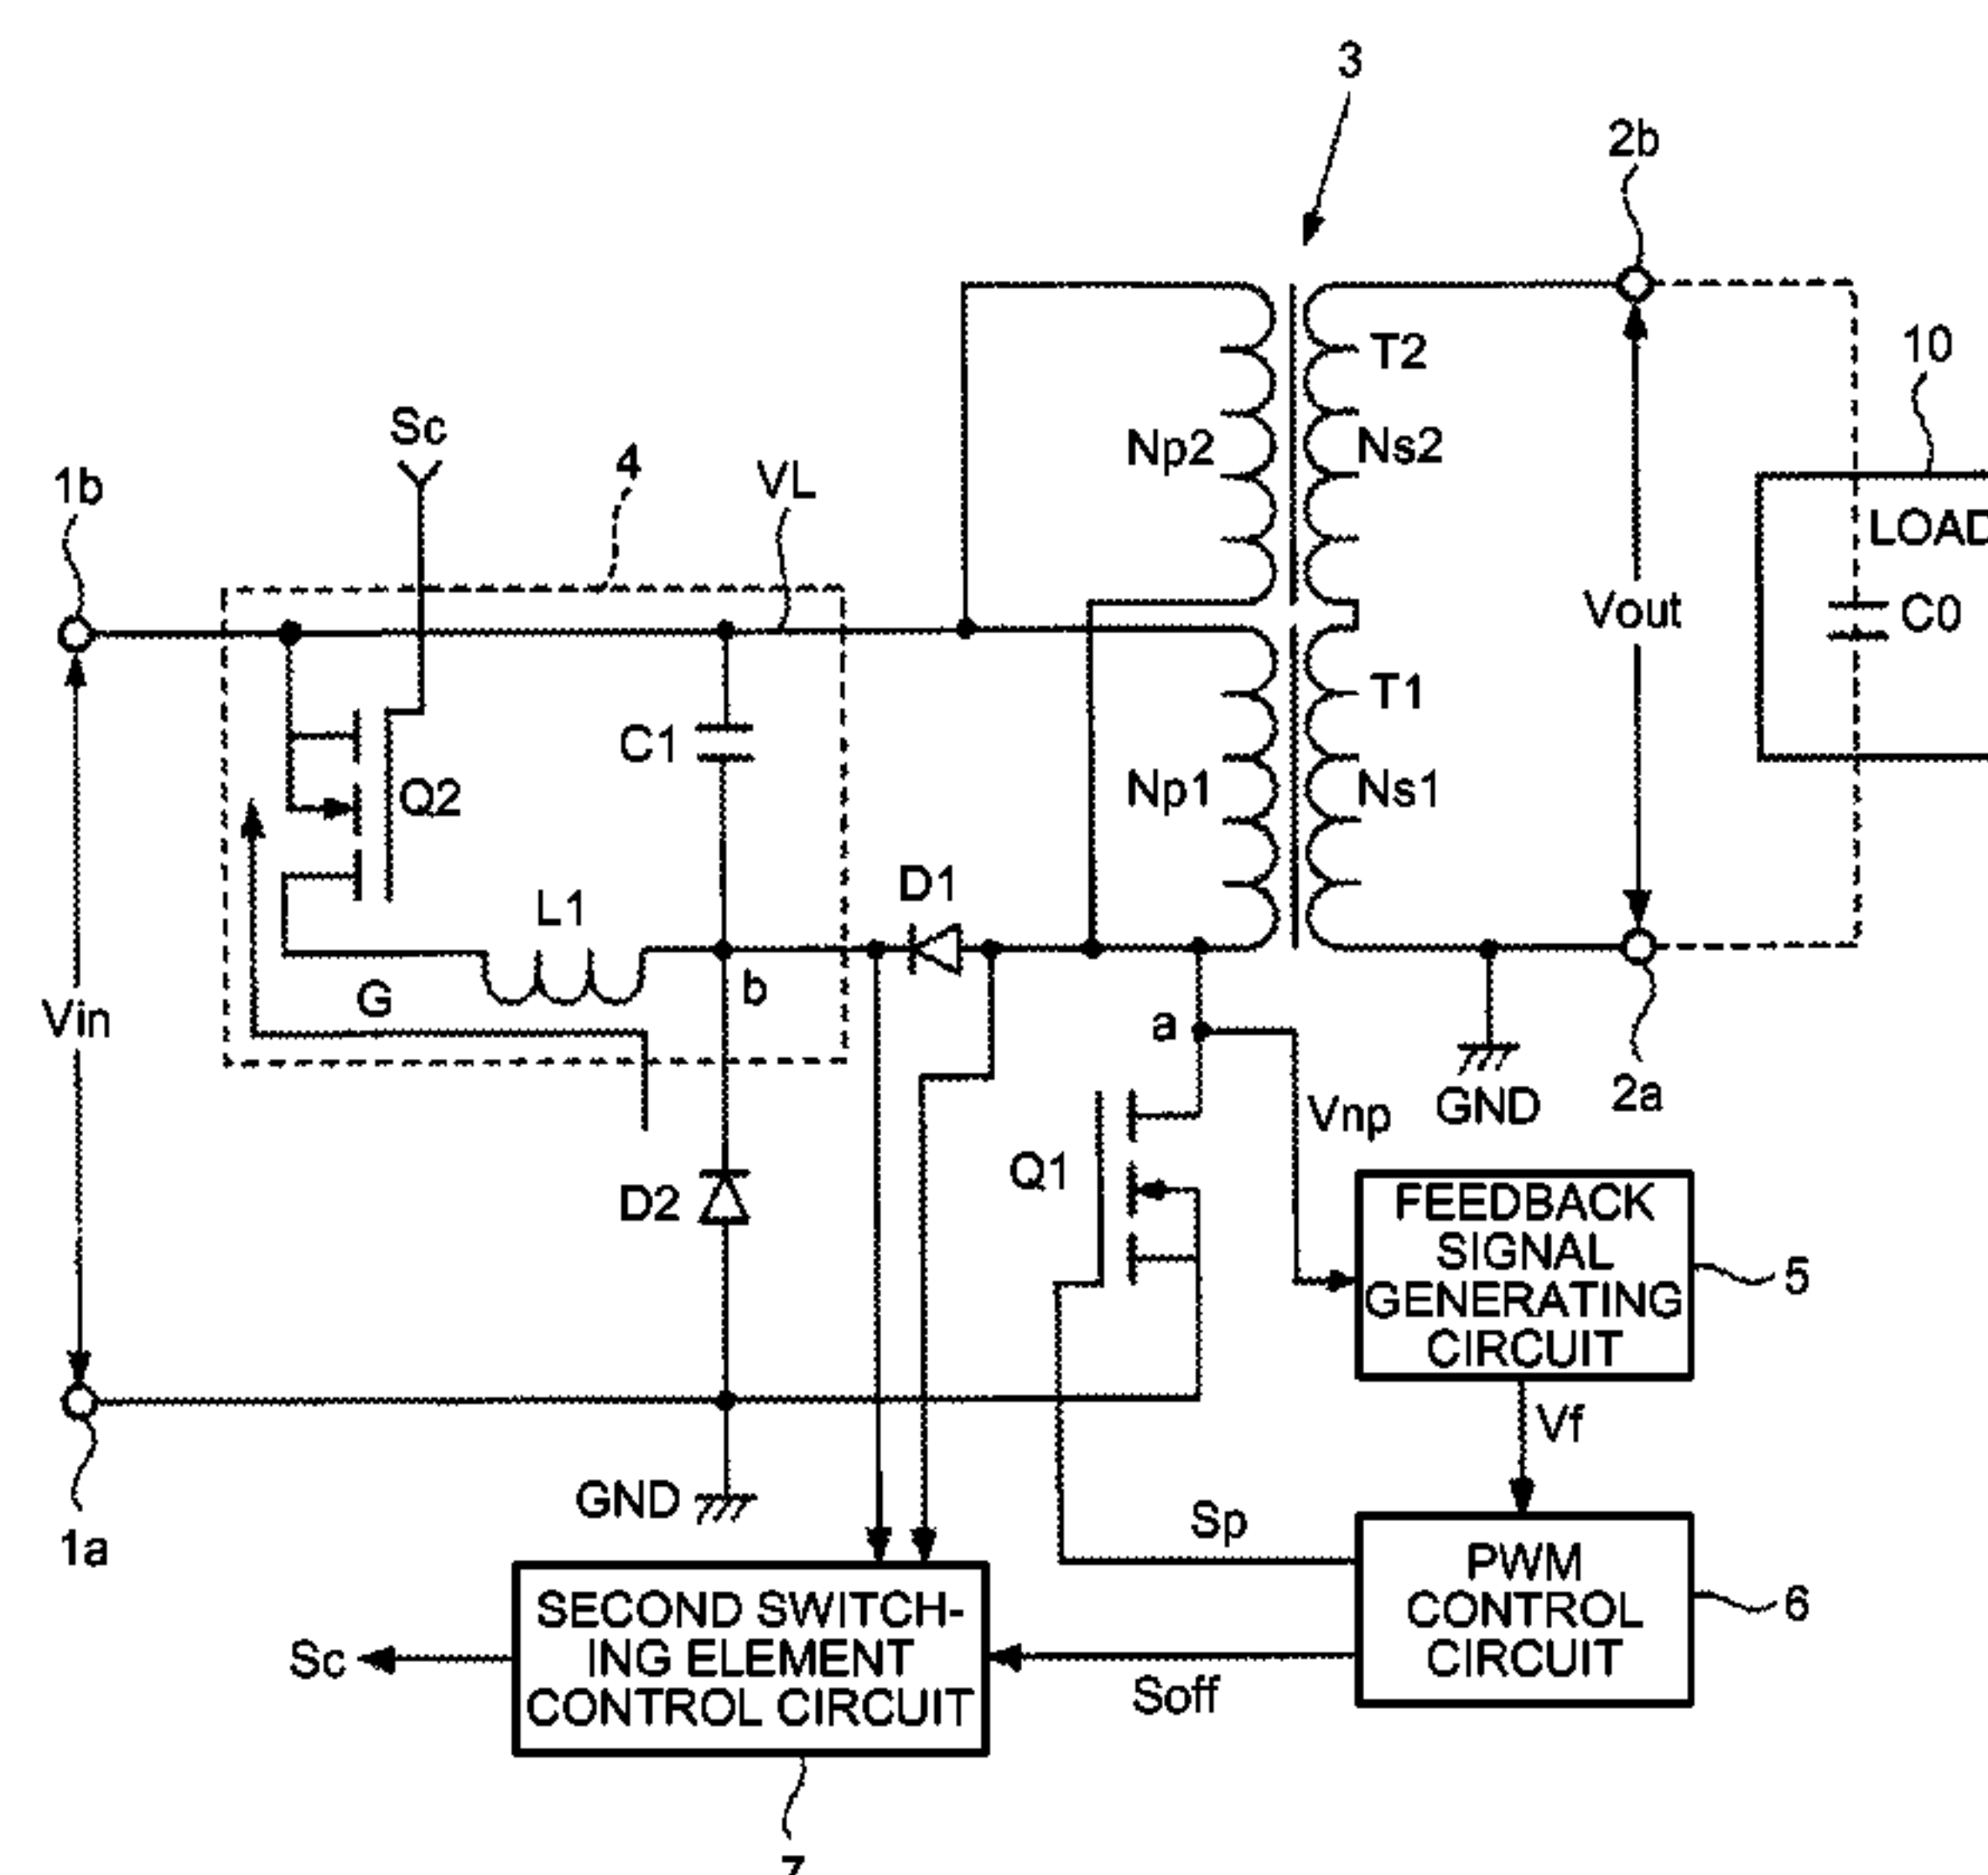 3
2b
T2
10
Sc
4
VL
Np2
Ns2
1b
LOAD
Vout
C0
T1
C1
Q2
Np1
Ns1
D1
L1
G
b
Vin
a
Vnp
GND
2a
Q1
D2
FEEDBACK
SIGNAL
GENERATING
CIRCUIT
5
Vf
GND
Sp
1a
PWM
CONTROL
CIRCUIT
6
SECOND SWITCH-
ING ELEMENT
CONTROL CIRCUIT
Sc
Soff
7